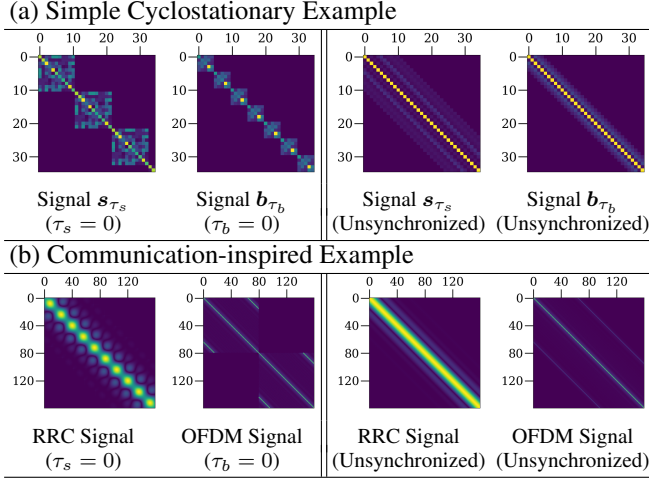 (a) Simple Cyclostationary Example
0 10 20 30 0 10 20 30 0 10 20 30 0 10 20 30
0 0 0 0
10 10 10 10
20 20 20 20
30 30 30 30
Signal s_{τ_s} Signal b_{τ_b} Signal s_{τ_s} Signal b_{τ_b}
(τ_s = 0) (τ_b = 0) (Unsynchronized) (Unsynchronized)
(b) Communication-inspired Example
0 40 80 120 0 40 80 120 0 40 80 120 0 40 80 120
0 0 0 0
40 40 40 40
80 80 80 80
120 120 120 120
RRC Signal OFDM Signal RRC Signal OFDM Signal
(τ_s = 0) (τ_b = 0) (Unsynchronized) (Unsynchronized)